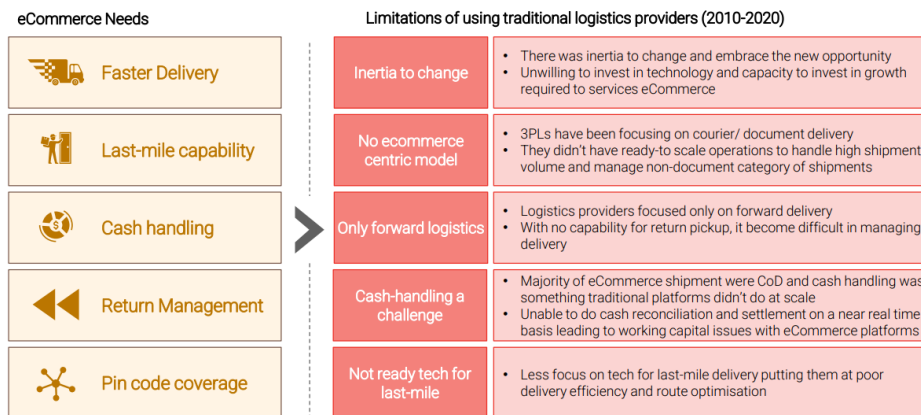 eCommerce Needs
Limitations of using traditional logistics providers (2010-2020)
Faster Delivery
Last-mile capability
Cash handling
Return Management
Pin code coverage
Inertia to change
• There was inertia to change and embrace the new opportunity
• Unwilling to invest in technology and capacity to invest in growth
required to services eCommerce
No ecommerce
centric model
• 3PLs have been focusing on courier/ document delivery
• They didn't have ready-to scale operations to handle high shipment
volume and manage non-document category of shipments
Only forward logistics
• Logistics providers focused only on forward delivery
• With no capability for return pickup, it become difficult in managing
delivery
Cash-handling a
challenge
• Majority of eCommerce shipment were CoD and cash handling was
something traditional platforms didn't do at scale
• Unable to do cash reconciliation and settlement on a near real time
basis leading to working capital issues with eCommerce platforms
Not ready tech for
last-mile
• Less focus on tech for last-mile delivery putting them at poor
delivery efficiency and route optimisation